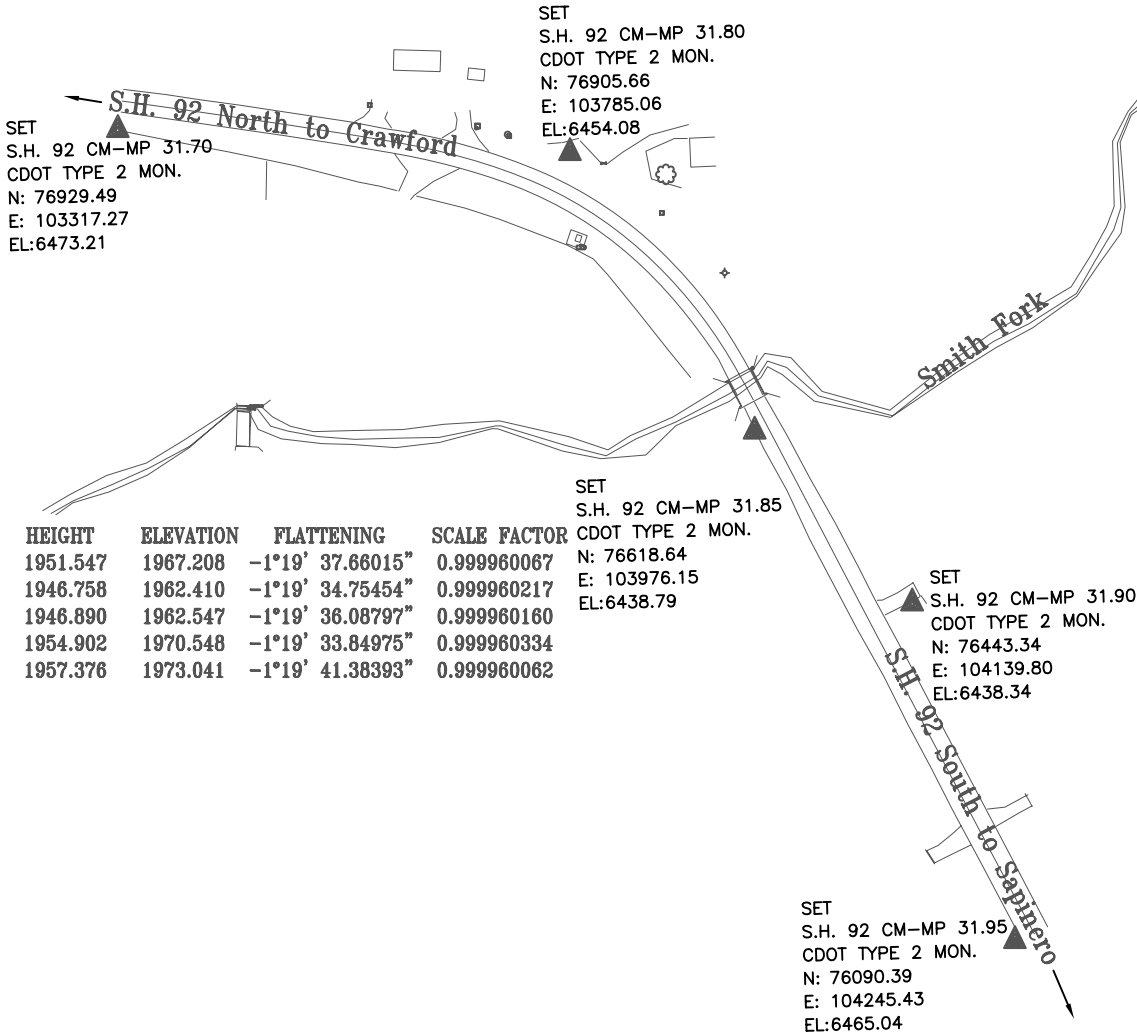 SET
S.H. 92 CM-MP 31.80
CDOT TYPE 2 MON.
N: 76905.66
E: 103785.06
EL:6454.08
S.H. 92 North to Crawford
SET
S.H. 92 CM-MP 31.70
CDOT TYPE 2 MON.
N: 76929.49
E: 103317.27
EL:6473.21
Smith Fork
SET
S.H. 92 CM-MP 31.85
CDOT TYPE 2 MON.
N: 76618.64
E: 103976.15
EL:6438.79
HEIGHT ELEVATION FLATTENING SCALE FACTOR
1951.547 1967.208 -1°19' 37.66015" 0.999960067
1946.758 1962.410 -1°19' 34.75454" 0.999960217
1946.890 1962.547 -1°19' 36.08797" 0.999960160
1954.902 1970.548 -1°19' 33.84975" 0.999960334
1957.376 1973.041 -1°19' 41.38393" 0.999960062
SET
S.H. 92 CM-MP 31.90
CDOT TYPE 2 MON.
N: 76443.34
E: 104139.80
EL:6438.34
S.H. 92 South to Sapinero
SET
S.H. 92 CM-MP 31.95
CDOT TYPE 2 MON.
N: 76090.39
E: 104245.43
EL:6465.04